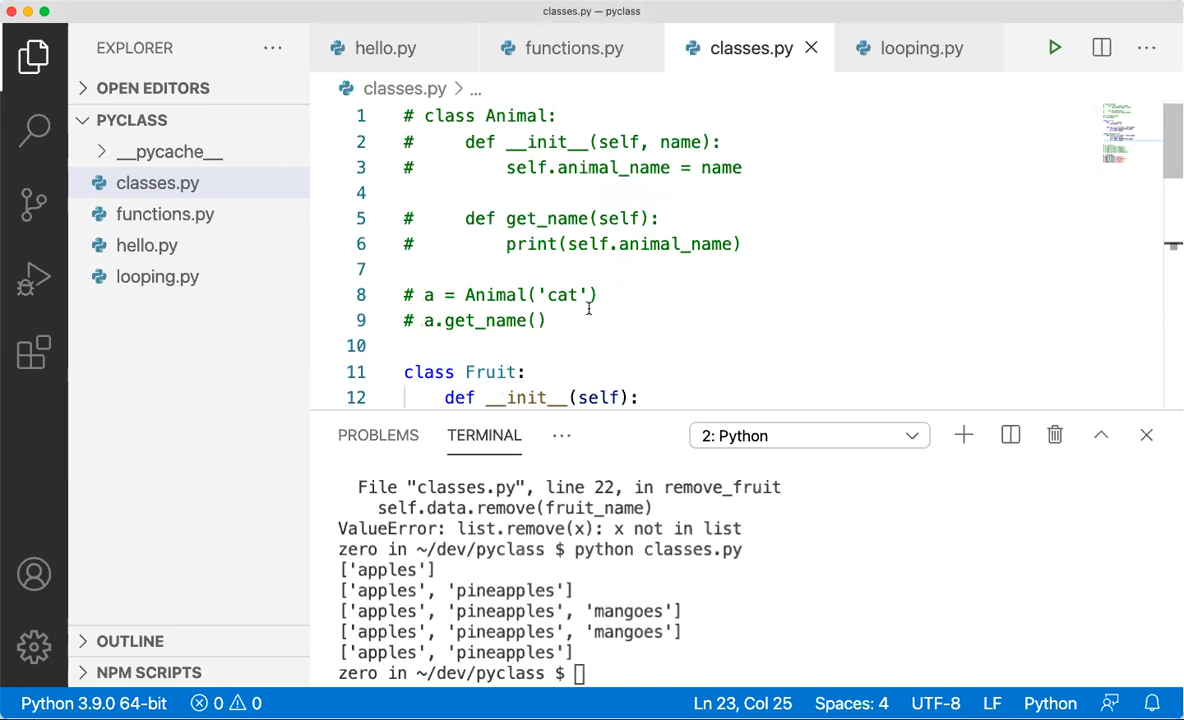 classes.py — pyclass
EXPLORER ...
OPEN EDITORS
PYCLASS
__pycache__
classes.py
functions.py
hello.py
looping.py
OUTLINE
NPM SCRIPTS
hello.py functions.py classes.py looping.py
classes.py > ...
1 # class Animal:
2 #     def __init__(self, name):
3 #         self.animal_name = name
4
5 #     def get_name(self):
6 #         print(self.animal_name)
7
8 # a = Animal('cat')
9 # a.get_name()
10
11 class Fruit:
12     def __init__(self):
PROBLEMS TERMINAL ... 2: Python
  File "classes.py", line 22, in remove_fruit
    self.data.remove(fruit_name)
ValueError: list.remove(x): x not in list
zero in ~/dev/pyclass $ python classes.py
['apples']
['apples', 'pineapples']
['apples', 'pineapples', 'mangoes']
['apples', 'pineapples', 'mangoes']
['apples', 'pineapples']
zero in ~/dev/pyclass $
Python 3.9.0 64-bit 0 0 Ln 23, Col 25 Spaces: 4 UTF-8 LF Python